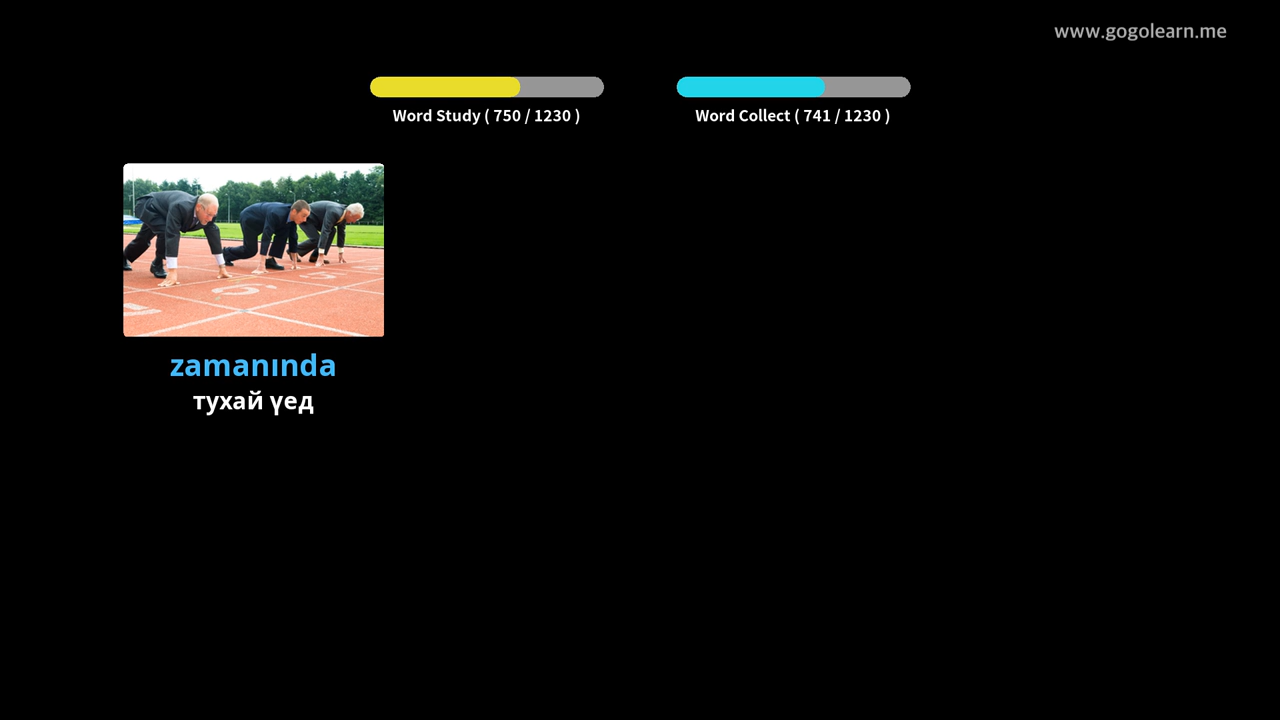 www.gogolearn.me
Word Study ( 750 / 1230 )
Word Collect ( 741 / 1230 )
zamanında
тухай үед